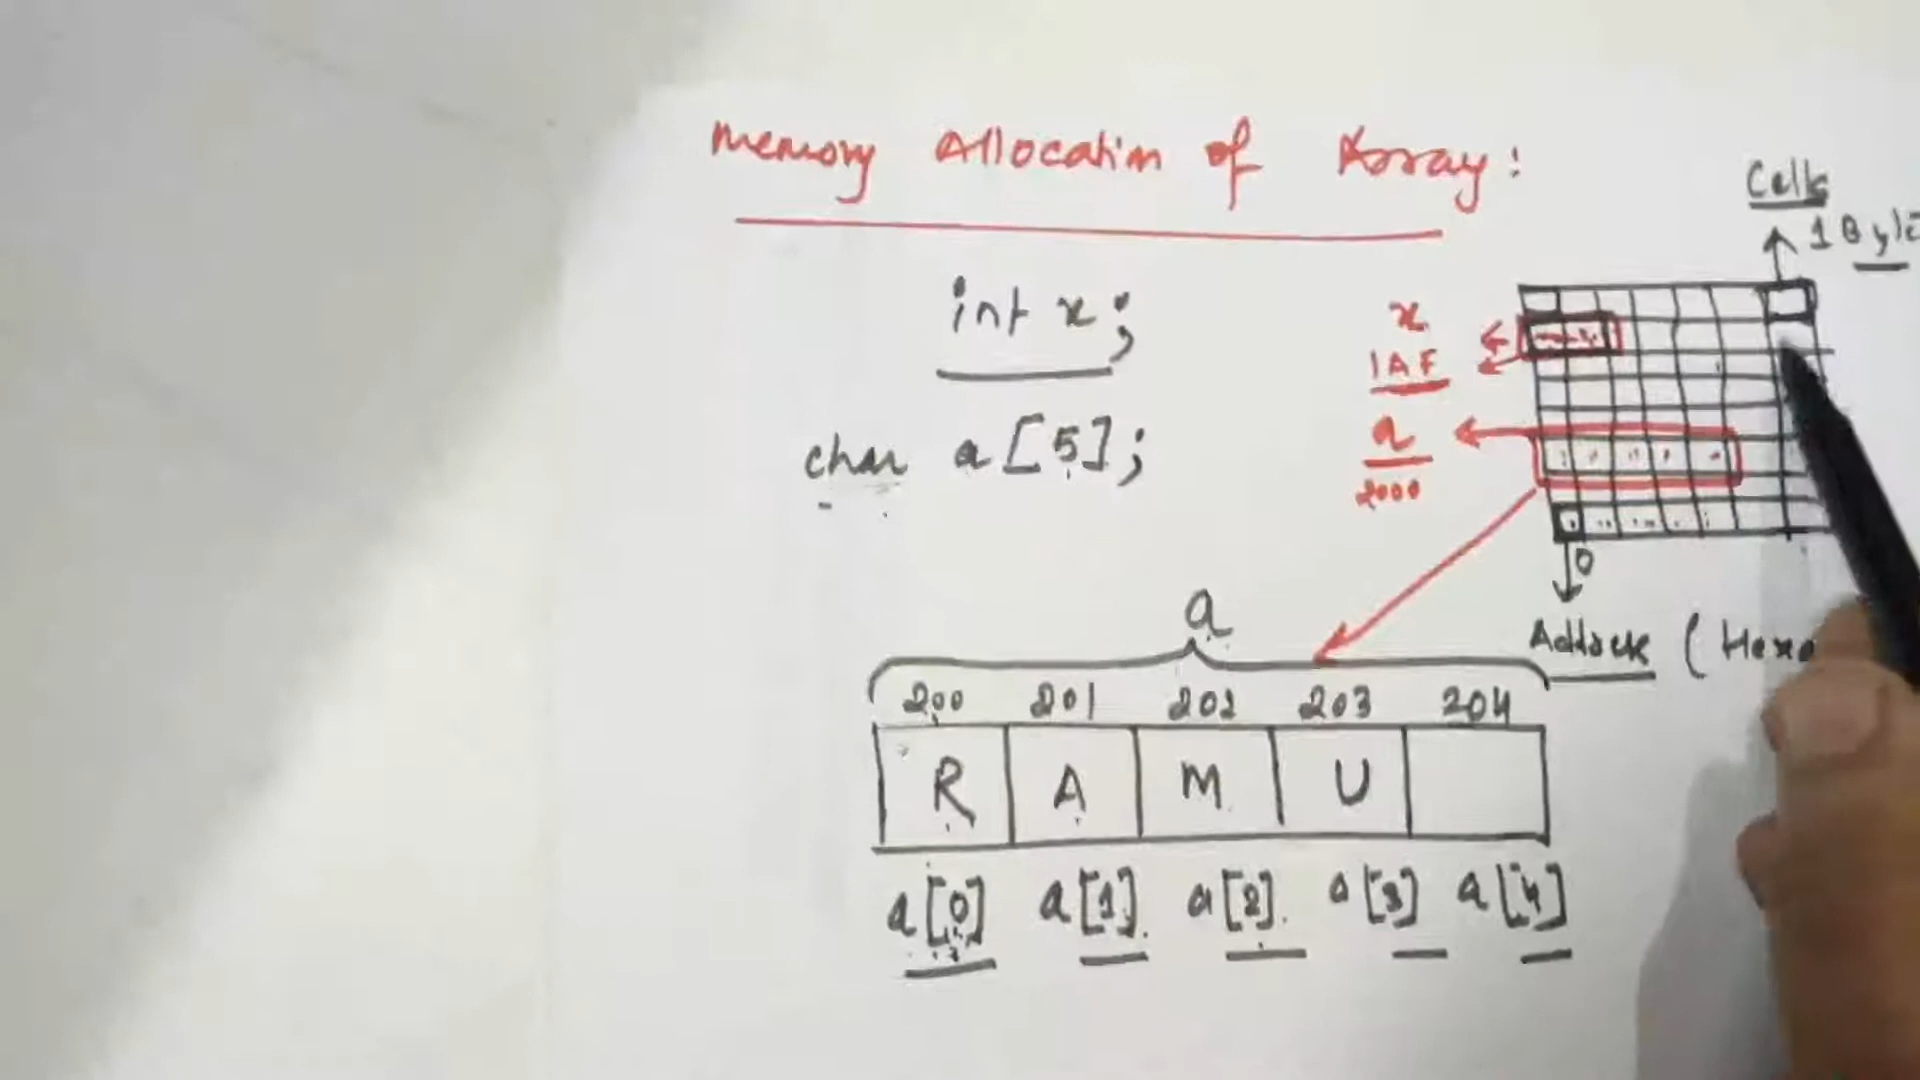 Memory Allocation of Array:
Cells
1 Byte
int x;
x
1AF
char a[5];
a
2000
0
Address (Hexa
a
200 201 202 203 204
R A M U
a[0] a[1] a[2] a[3] a[4]